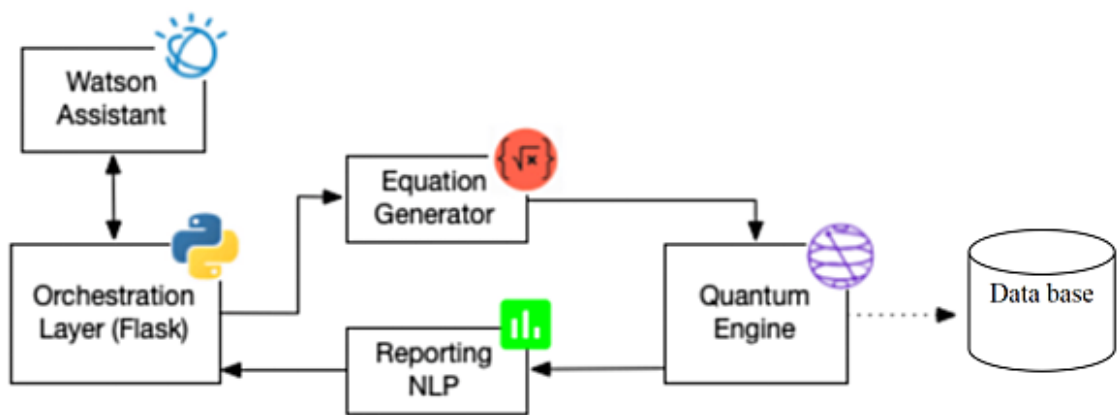 Watson
Assistant
{√x}
Equation
Generator
Orchestration
Layer (Flask)
Quantum
Engine
Data base
Reporting
NLP